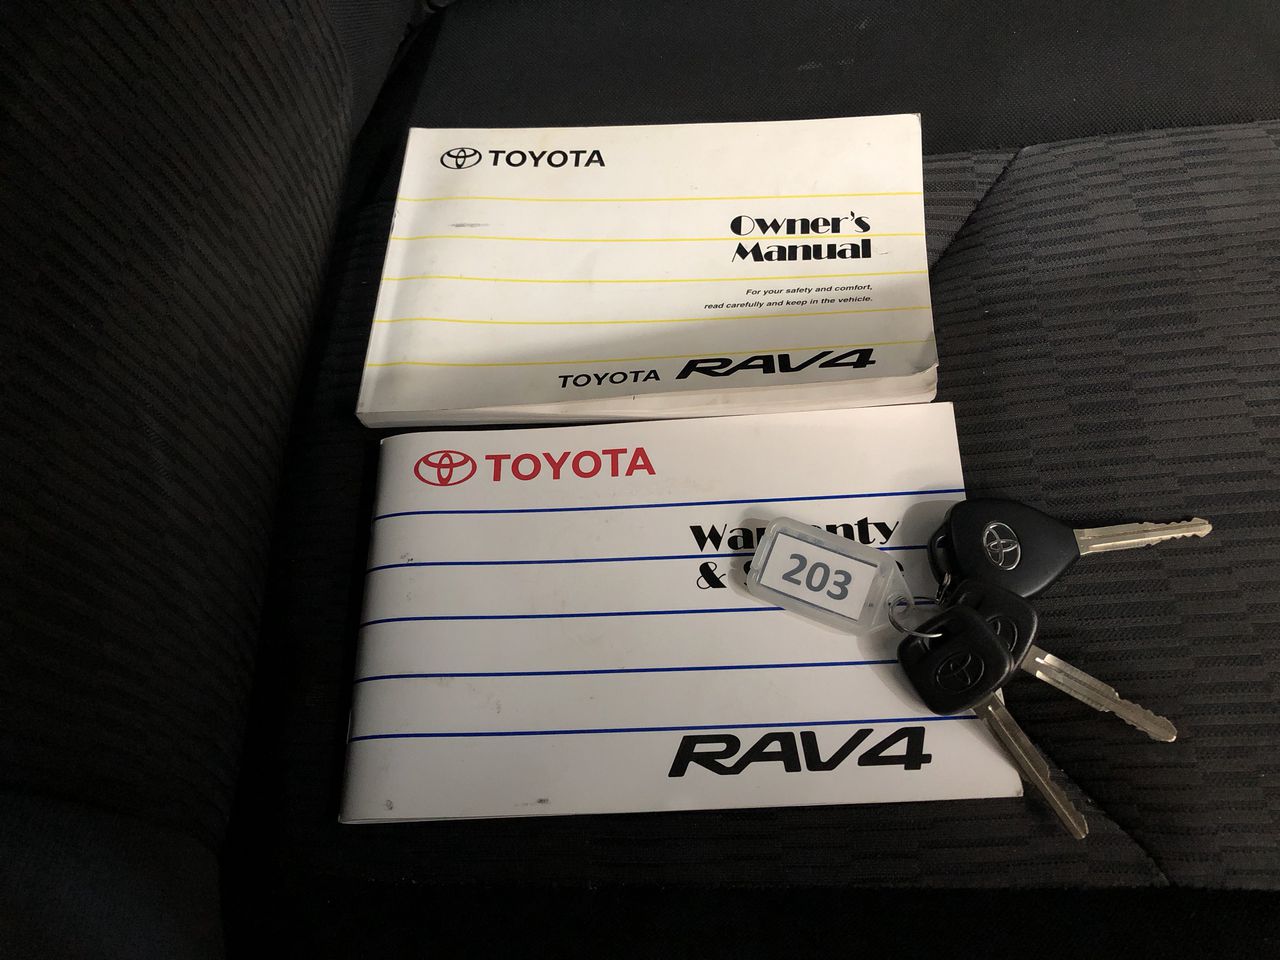 TOYOTA
Owner's
Manual
For your safety and comfort,
read carefully and keep in the vehicle.
TOYOTA RAV4
TOYOTA
Warranty
&
203
RAV4